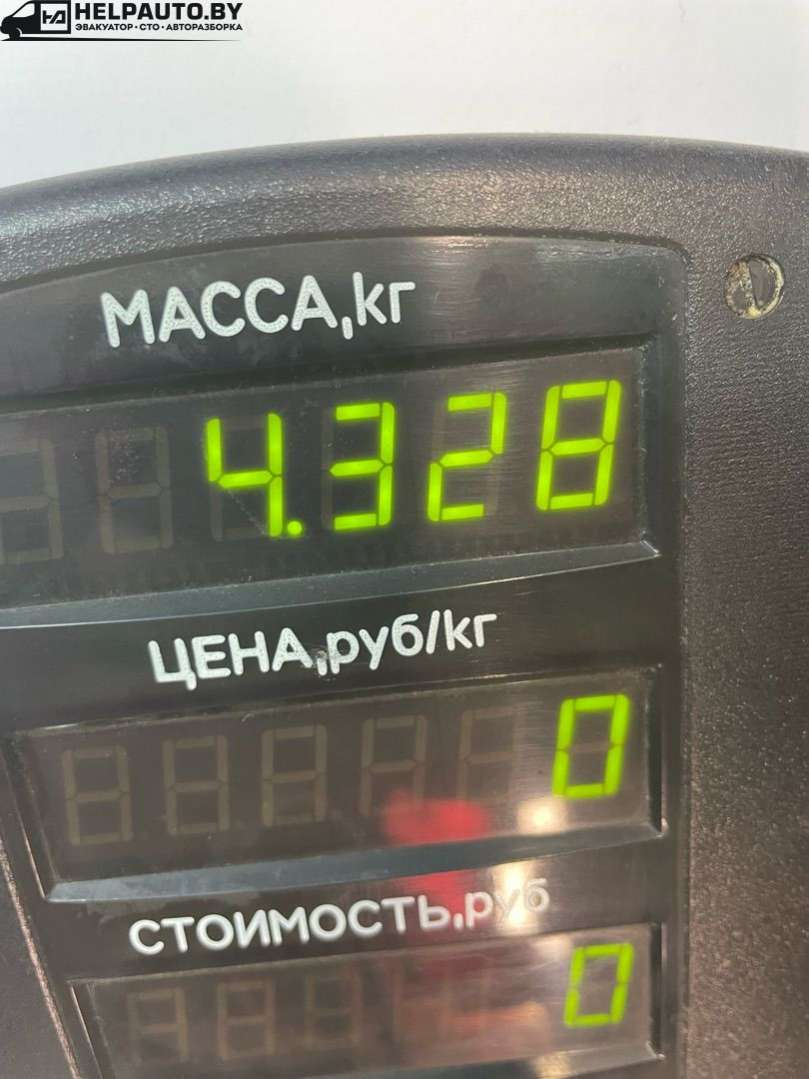 HELPAUTO.BY
ЭВАКУАТОР • СТО • АВТОРАЗБОРКА
МАССА,кг
4.328
ЦЕНА,руб/кг
0
СТОИМОСТЬ,руб
0